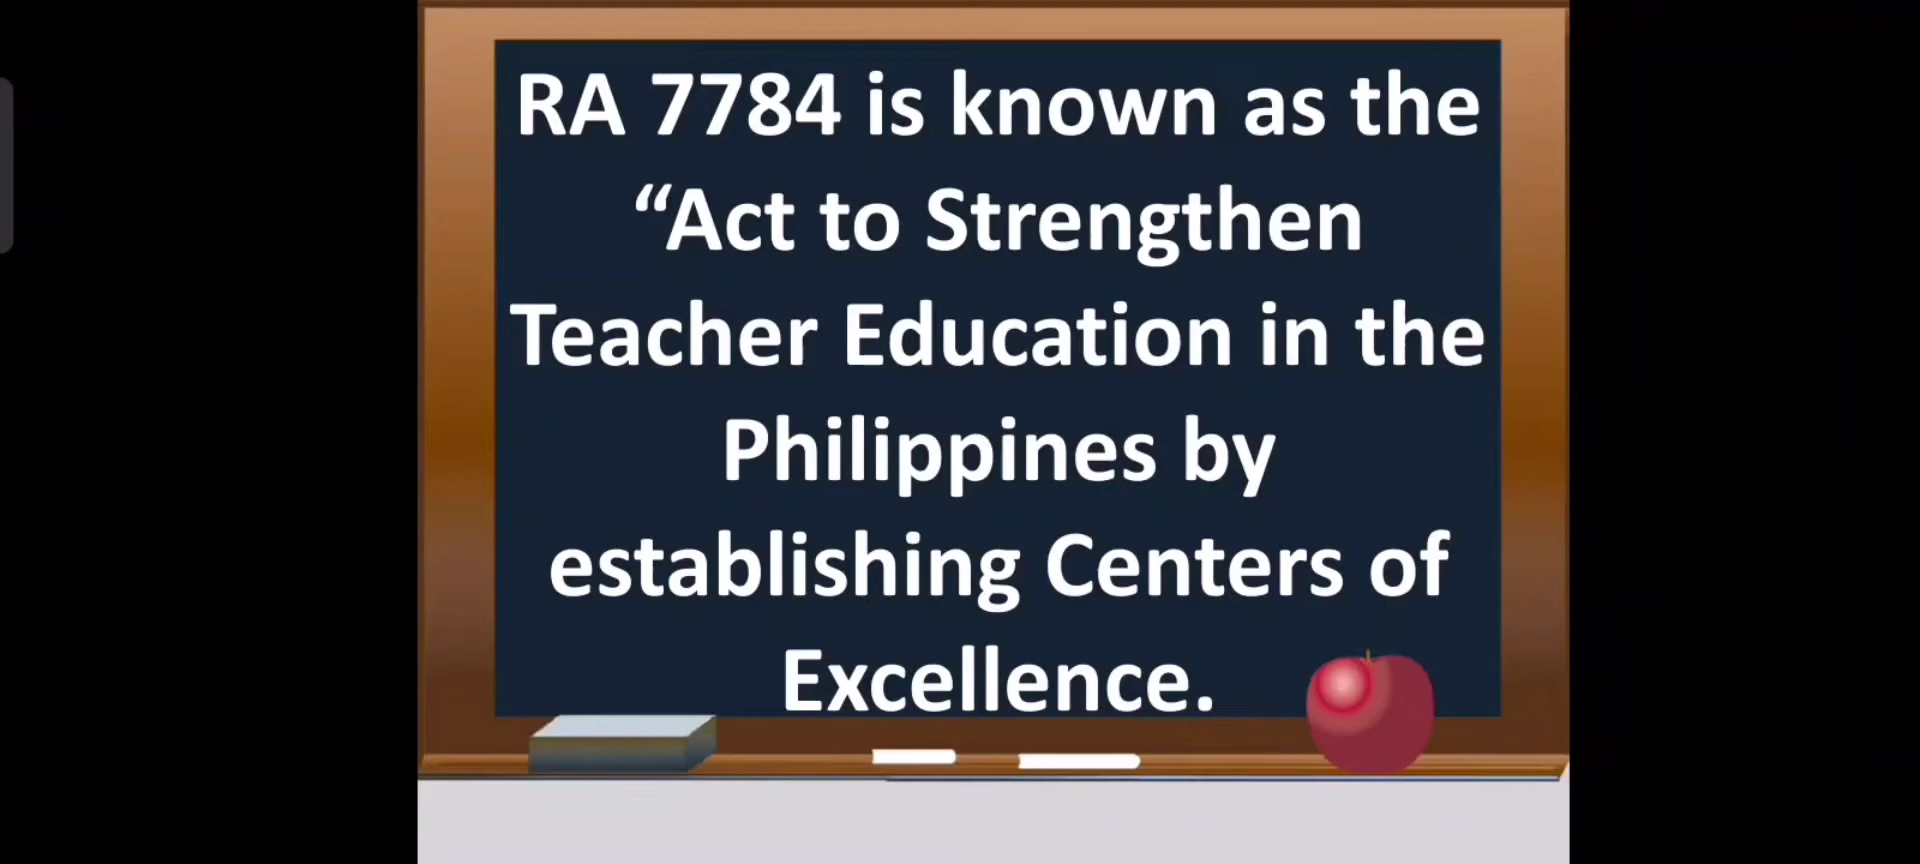 RA 7784 is known as the
“Act to Strengthen
Teacher Education in the
Philippines by
establishing Centers of
Excellence.